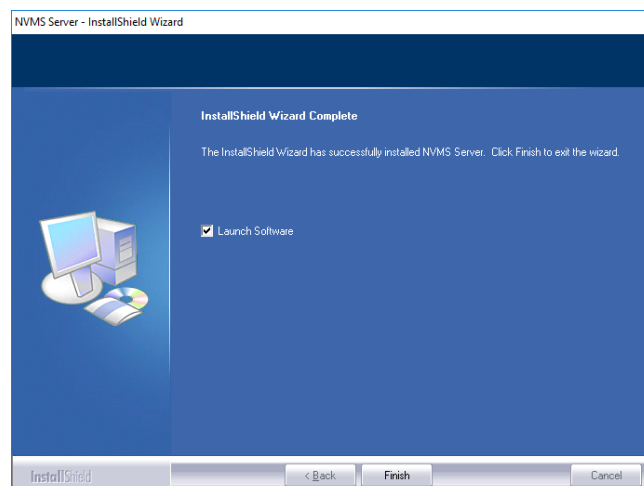 NVMS Server - InstallShield Wizard
InstallShield Wizard Complete
The InstallShield Wizard has successfully installed NVMS Server. Click Finish to exit the wizard.
Launch Software
InstallShield
< Back
Finish
Cancel